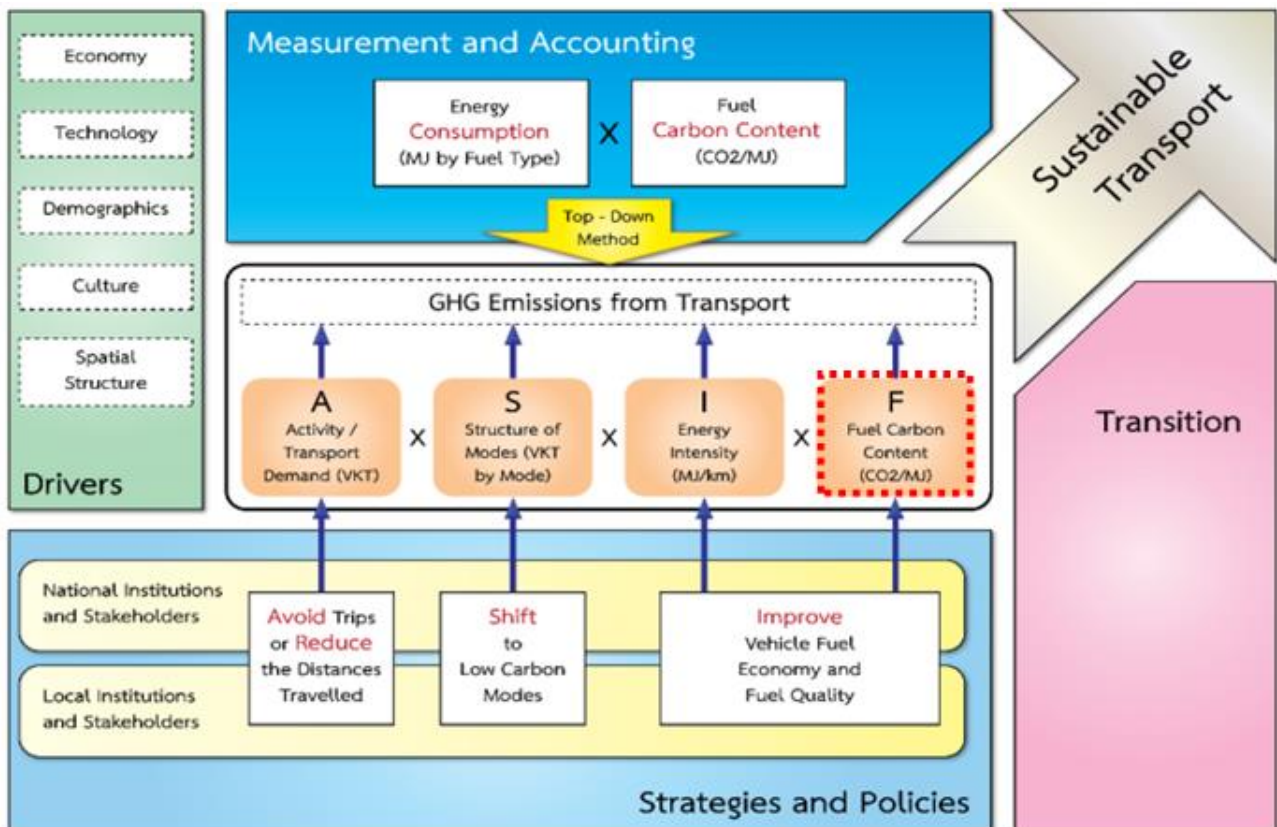 Economy
Technology
Demographics
Culture
Spatial
Structure
Drivers
Measurement and Accounting
Energy
Consumption
(MJ by Fuel Type)
X
Fuel
Carbon Content
(CO2/MJ)
Top - Down
Method
GHG Emissions from Transport
A
Activity /
Transport
Demand (VKT)
X
S
Structure of
Modes (VKT
by Mode)
X
I
Energy
Intensity
(MJ/km)
X
F
Fuel Carbon
Content
(CO2/MJ)
National Institutions
and Stakeholders
Local Institutions
and Stakeholders
Avoid Trips
or Reduce
the Distances
Travelled
Shift
to
Low Carbon
Modes
Improve
Vehicle Fuel
Economy and
Fuel Quality
Strategies and Policies
Sustainable
Transport
Transition